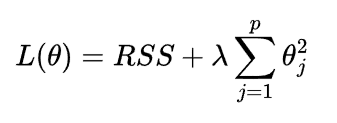 L(θ) = RSS + λ ∑_{j=1}^{p} θ_j^2